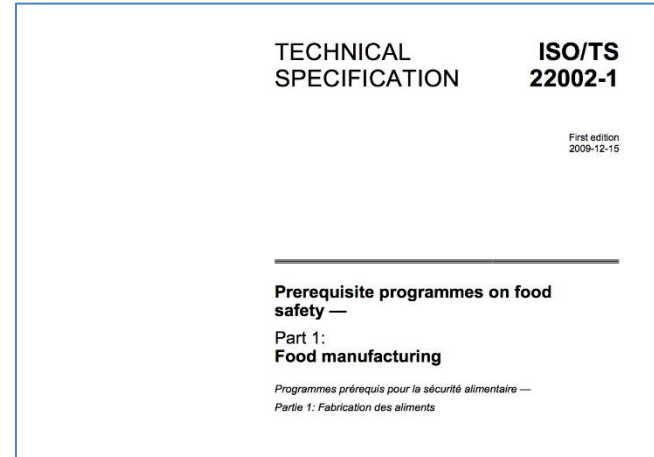 TECHNICAL SPECIFICATION
ISO/TS 22002-1
First edition
2009-12-15
Prerequisite programmes on food
safety —
Part 1:
Food manufacturing
Programmes prérequis pour la sécurité alimentaire —
Partie 1: Fabrication des aliments